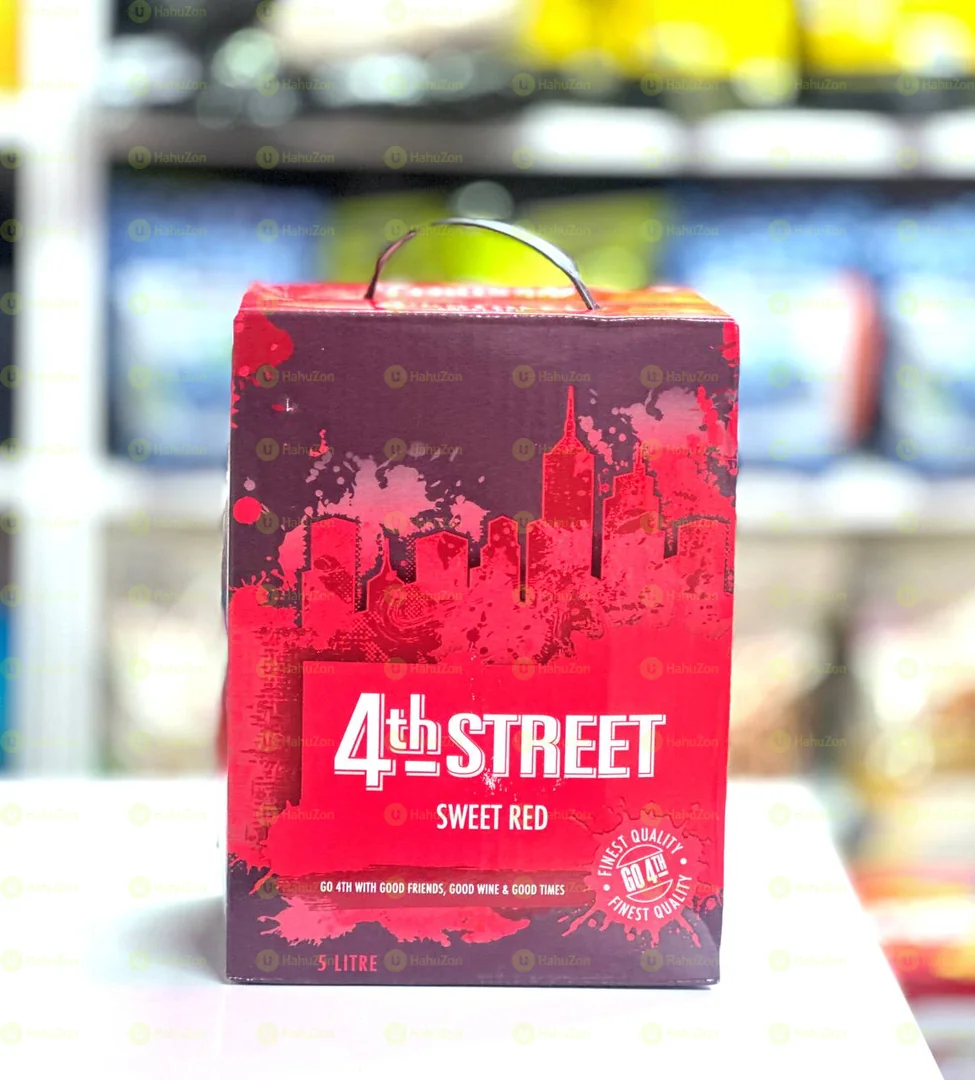 4th STREET
SWEET RED
GO 4TH WITH GOOD FRIENDS, GOOD WINE & GOOD TIMES
FINEST QUALITY
GO 4TH
FINEST QUALITY
5 LITRE
HahuZon